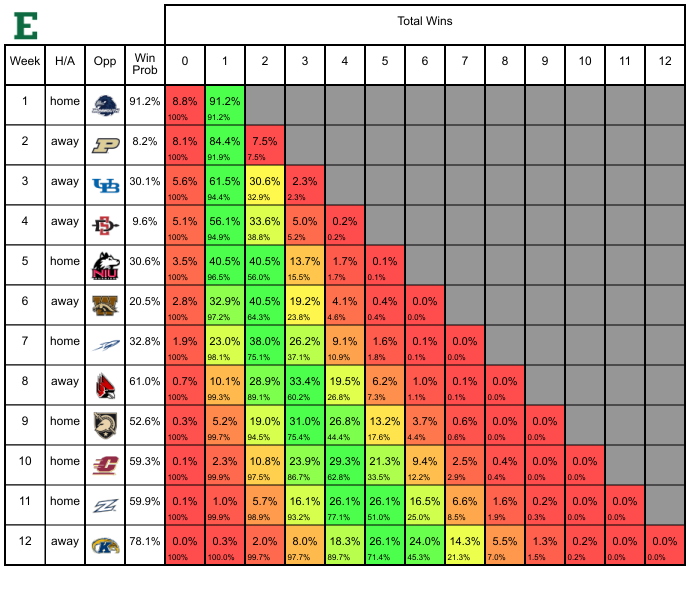 E
Total Wins
Week H/A Opp Win Prob 0 1 2 3 4 5 6 7 8 9 10 11 12
1 home 91.2% 8.8% 91.2%
100% 91.2%
2 away P 8.2% 8.1% 84.4% 7.5%
100% 91.9% 7.5%
3 away UB 30.1% 5.6% 61.5% 30.6% 2.3%
100% 94.4% 32.9% 2.3%
4 away SD 9.6% 5.1% 56.1% 33.6% 5.0% 0.2%
100% 94.9% 38.8% 5.2% 0.2%
5 home NIU 30.6% 3.5% 40.5% 40.5% 13.7% 1.7% 0.1%
100% 96.5% 56.0% 15.5% 1.7% 0.1%
6 away W 20.5% 2.8% 32.9% 40.5% 19.2% 4.1% 0.4% 0.0%
100% 97.2% 64.3% 23.8% 4.6% 0.4% 0.0%
7 home 32.8% 1.9% 23.0% 38.0% 26.2% 9.1% 1.6% 0.1% 0.0%
100% 98.1% 75.1% 37.1% 10.9% 1.8% 0.1% 0.0%
8 away 61.0% 0.7% 10.1% 28.9% 33.4% 19.5% 6.2% 1.0% 0.1% 0.0%
100% 99.3% 89.1% 60.2% 26.8% 7.3% 1.1% 0.1% 0.0%
9 home 52.6% 0.3% 5.2% 19.0% 31.0% 26.8% 13.2% 3.7% 0.6% 0.0% 0.0%
100% 99.7% 94.5% 75.4% 44.4% 17.6% 4.4% 0.6% 0.0% 0.0%
10 home C 59.3% 0.1% 2.3% 10.8% 23.9% 29.3% 21.3% 9.4% 2.5% 0.4% 0.0% 0.0%
100% 99.9% 97.5% 86.7% 62.8% 33.5% 12.2% 2.9% 0.4% 0.0% 0.0%
11 home Z 59.9% 0.1% 1.0% 5.7% 16.1% 26.1% 26.1% 16.5% 6.6% 1.6% 0.2% 0.0% 0.0%
100% 99.9% 98.9% 93.2% 77.1% 51.0% 25.0% 8.5% 1.9% 0.3% 0.0% 0.0%
12 away K 78.1% 0.0% 0.3% 2.0% 8.0% 18.3% 26.1% 24.0% 14.3% 5.5% 1.3% 0.2% 0.0% 0.0%
100% 100.0% 99.7% 97.7% 89.7% 71.4% 45.3% 21.3% 7.0% 1.5% 0.2% 0.0% 0.0%